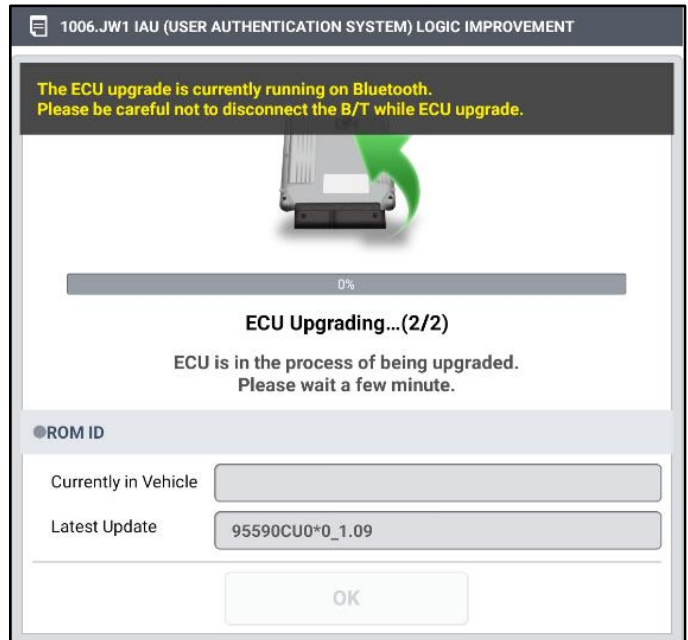 1006.JW1 IAU (USER AUTHENTICATION SYSTEM) LOGIC IMPROVEMENT
The ECU upgrade is currently running on Bluetooth.
Please be careful not to disconnect the B/T while ECU upgrade.
0%
ECU Upgrading...(2/2)
ECU is in the process of being upgraded.
Please wait a few minute.
ROM ID
Currently in Vehicle
Latest Update 95590CU0*0_1.09
OK